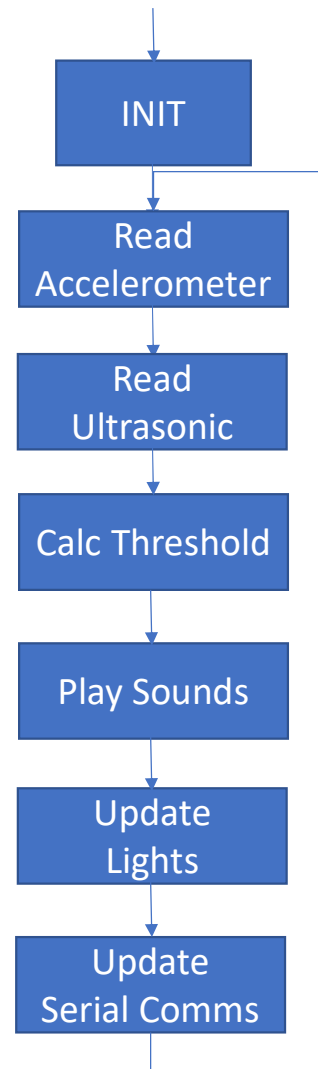 INIT
Read
Accelerometer
Read
Ultrasonic
Calc Threshold
Play Sounds
Update
Lights
Update
Serial Comms